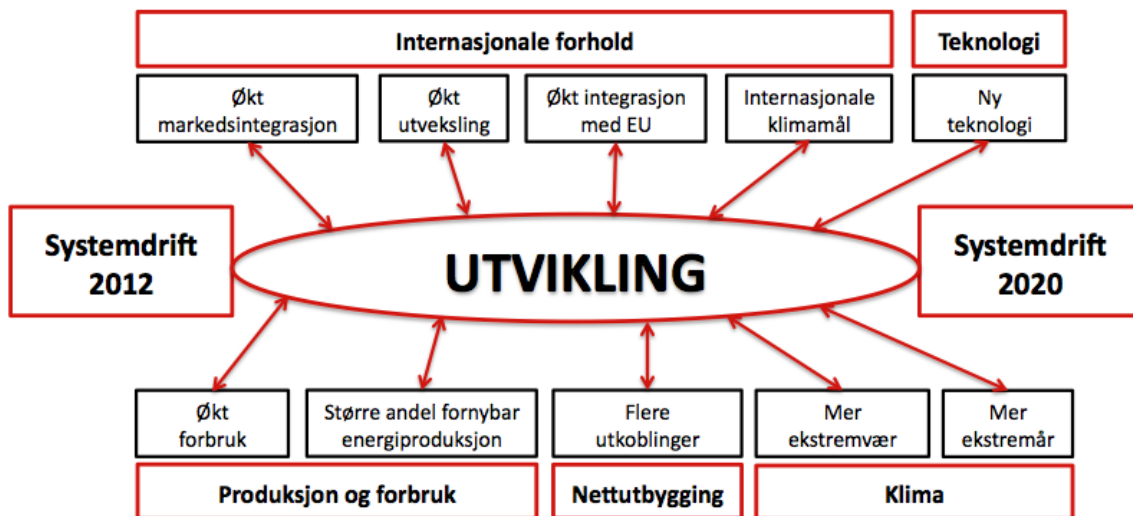 Internasjonale forhold
Teknologi
Økt
markedsintegrasjon
Økt
utveksling
Økt integrasjon
med EU
Internasjonale
klimamål
Ny
teknologi
Systemdrift
2012
UTVIKLING
Systemdrift
2020
Økt
forbruk
Større andel fornybar
energiproduksjon
Flere
utkoblinger
Mer
ekstremvær
Mer
ekstremår
Produksjon og forbruk
Nettutbygging
Klima